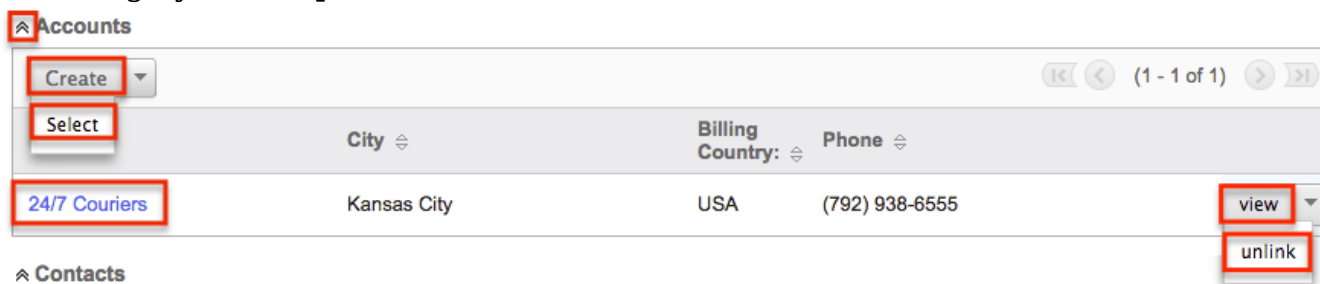 Accounts
Create (1 - 1 of 1)
Select
City Billing Country: Phone
24/7 Couriers Kansas City USA (792) 938-6555 view
unlink
Contacts